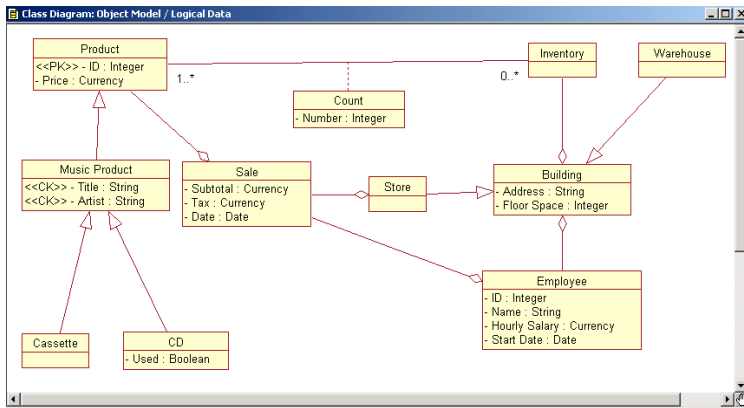 Class Diagram: Object Model / Logical Data
Product
<<PK>> - ID : Integer
- Price : Currency
1..*
Count
- Number : Integer
0..*
Inventory
Warehouse
Music Product
<<CK>> - Title : String
<<CK>> - Artist : String
Sale
- Subtotal : Currency
- Tax : Currency
- Date : Date
Store
Building
- Address : String
- Floor Space : Integer
Employee
- ID : Integer
- Name : String
- Hourly Salary : Currency
- Start Date : Date
Cassette
CD
- Used : Boolean